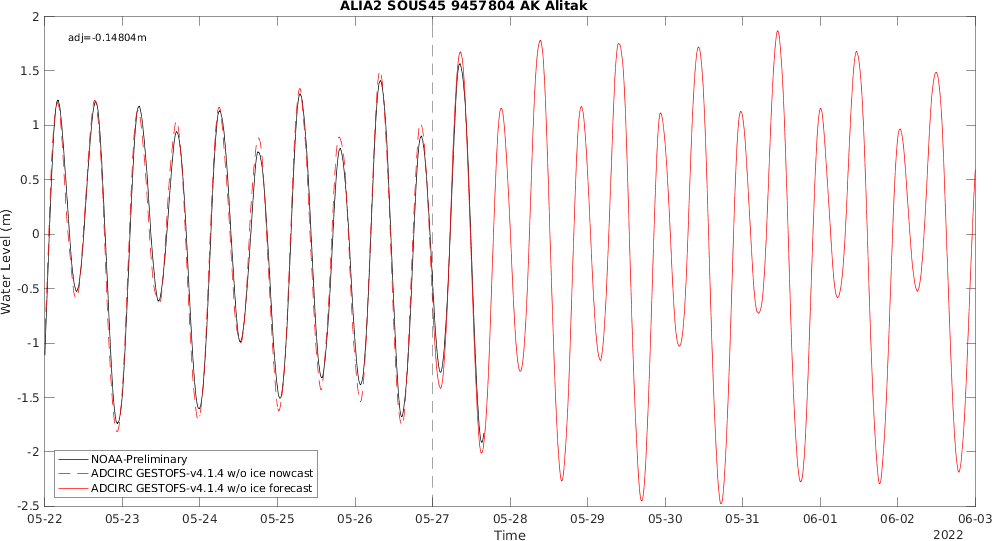 ALIA2 SOUS45 9457804 AK Alitak
adj=-0.14804m
2
1.5
1
0.5
0
-0.5
-1
-1.5
-2
-2.5
Water Level (m)
NOAA-Preliminary
ADCIRC GESTOFS-v4.1.4 w/o ice nowcast
ADCIRC GESTOFS-v4.1.4 w/o ice forecast
05-22 05-23 05-24 05-25 05-26 05-27 05-28 05-29 05-30 05-31 06-01 06-02 06-03
Time
2022